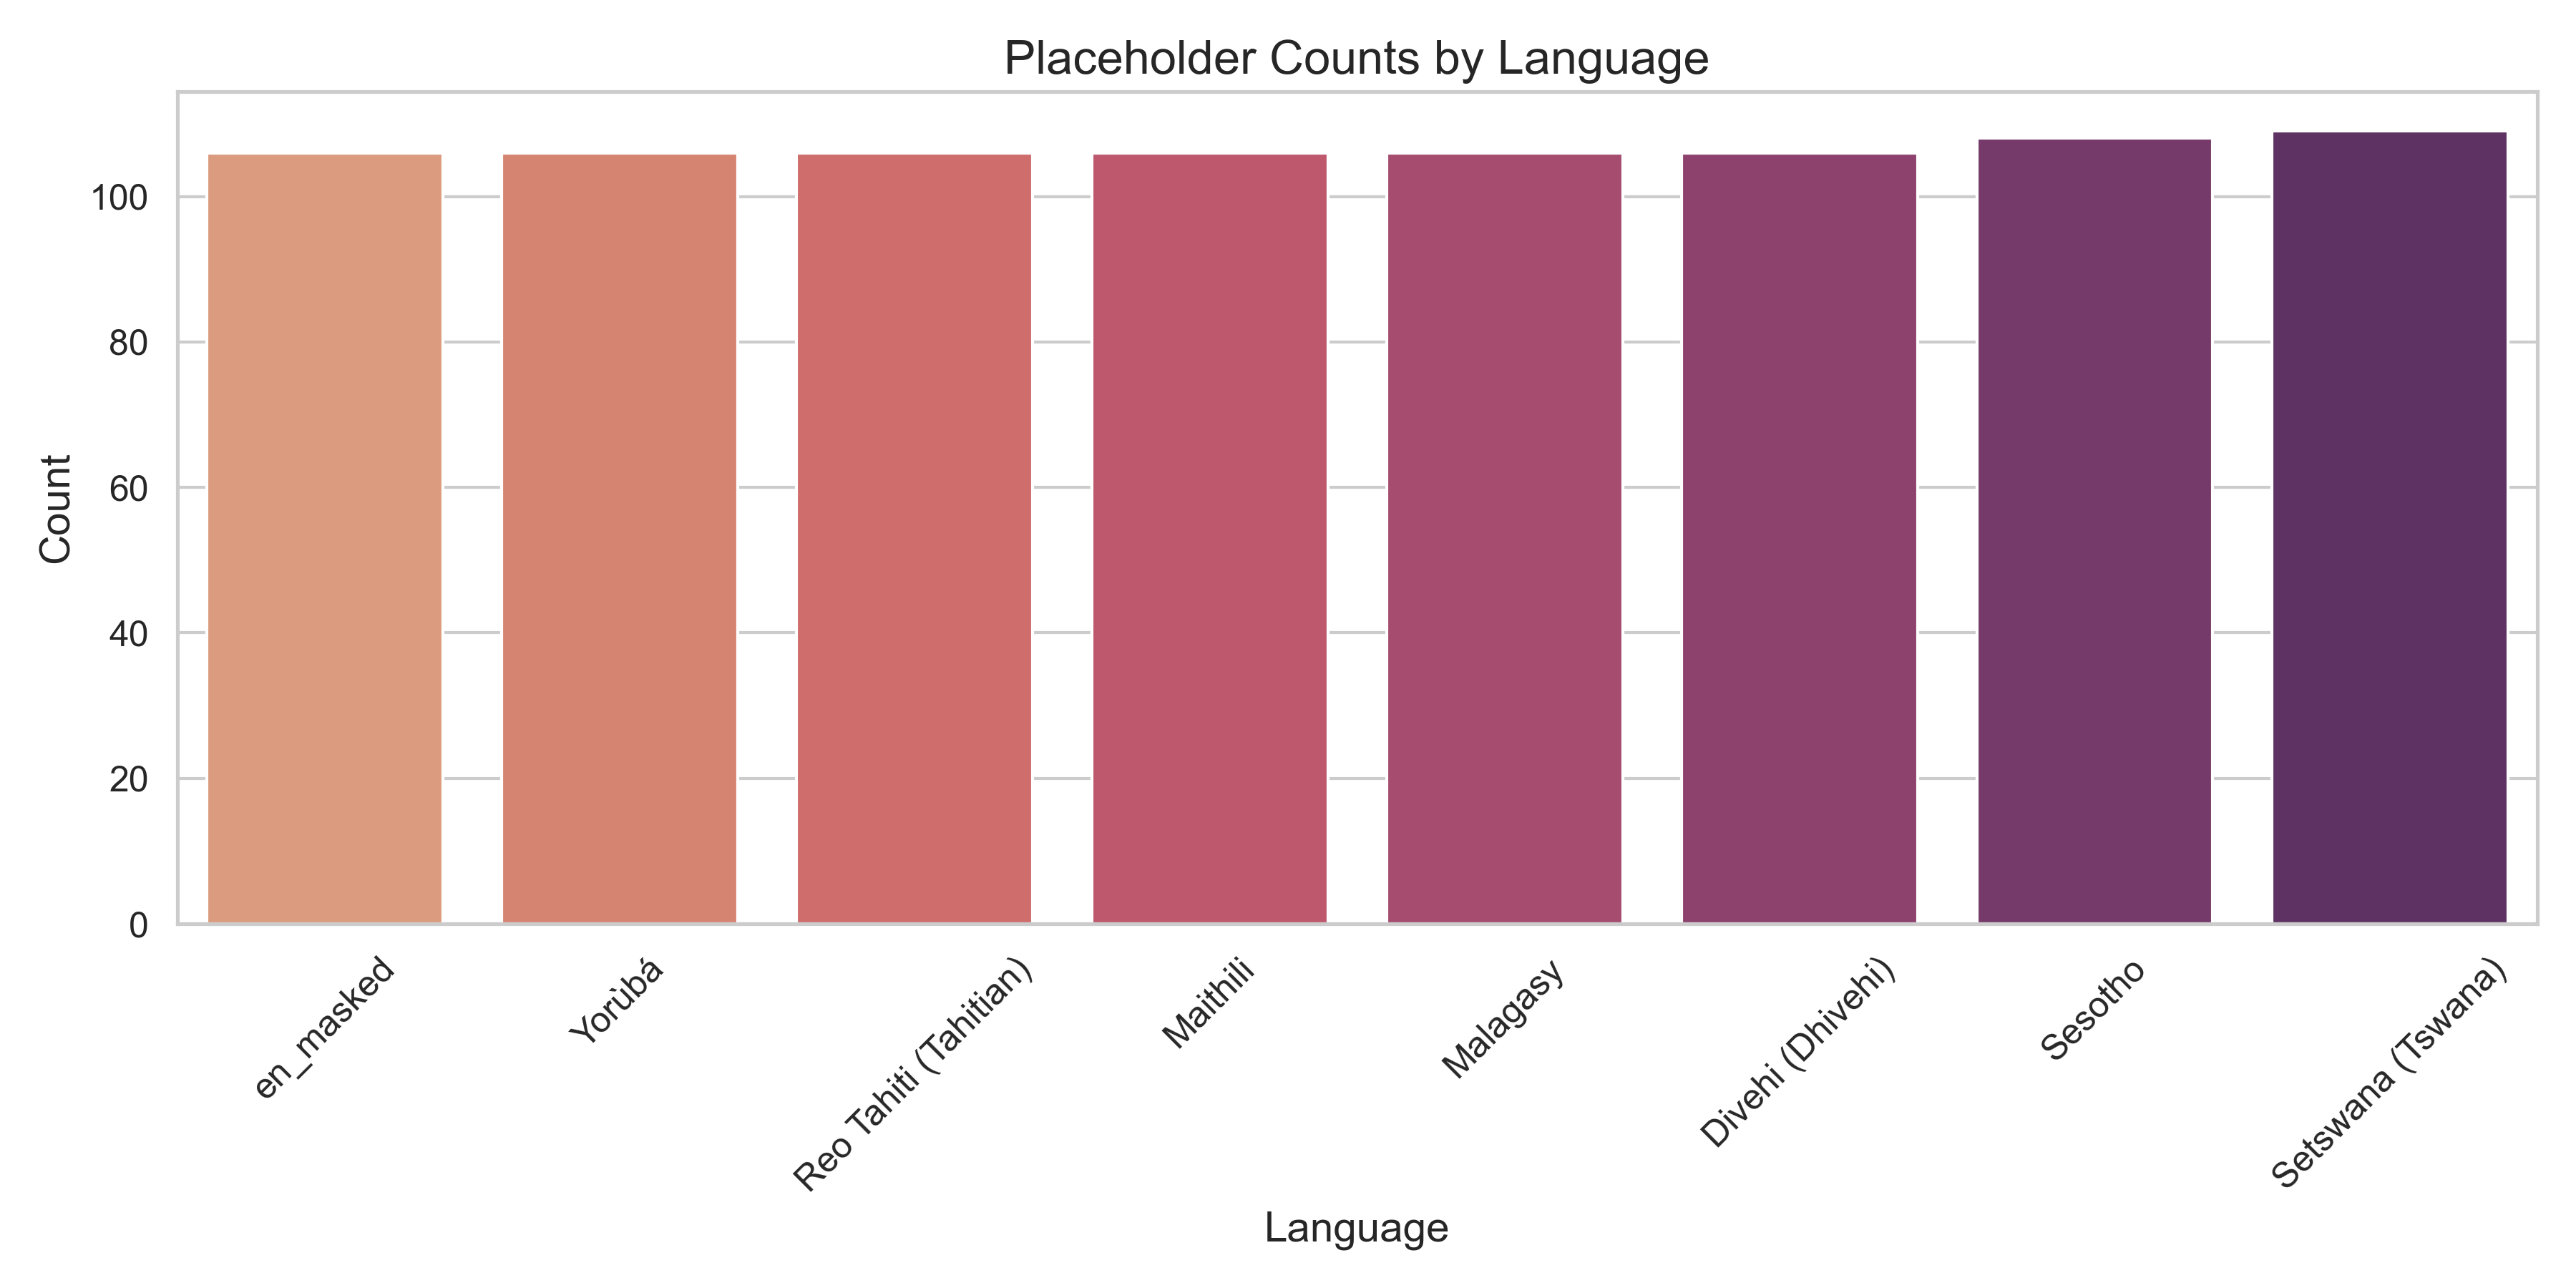 Placeholder Counts by Language
Count
100
80
60
40
20
0
en_masked
Yorùbá
Reo Tahiti (Tahitian)
Maithili
Malagasy
Divehi (Dhivehi)
Sesotho
Setswana (Tswana)
Language